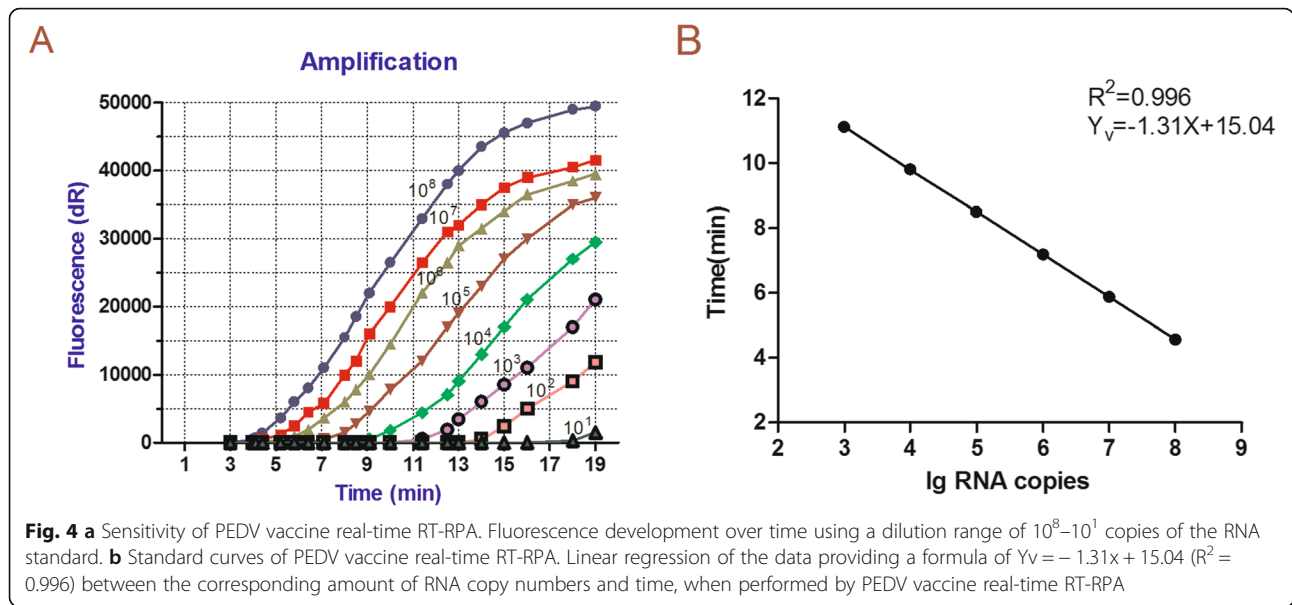 A
Amplification
Fluorescence (dR)
50000
40000
30000
20000
10000
0
10⁸
10⁷
10⁶
10⁵
10⁴
10³
10²
10¹
1 3 5 7 9 11 13 15 17 19
Time (min)
B
R²=0.996
Yᵥ=-1.31X+15.04
Time(min)
12
10
8
6
4
2
2 3 4 5 6 7 8 9
lg RNA copies
Fig. 4 a Sensitivity of PEDV vaccine real-time RT-RPA. Fluorescence development over time using a dilution range of 10⁸–10¹ copies of the RNA
standard. b Standard curves of PEDV vaccine real-time RT-RPA. Linear regression of the data providing a formula of Yv = − 1.31x + 15.04 (R² =
0.996) between the corresponding amount of RNA copy numbers and time, when performed by PEDV vaccine real-time RT-RPA